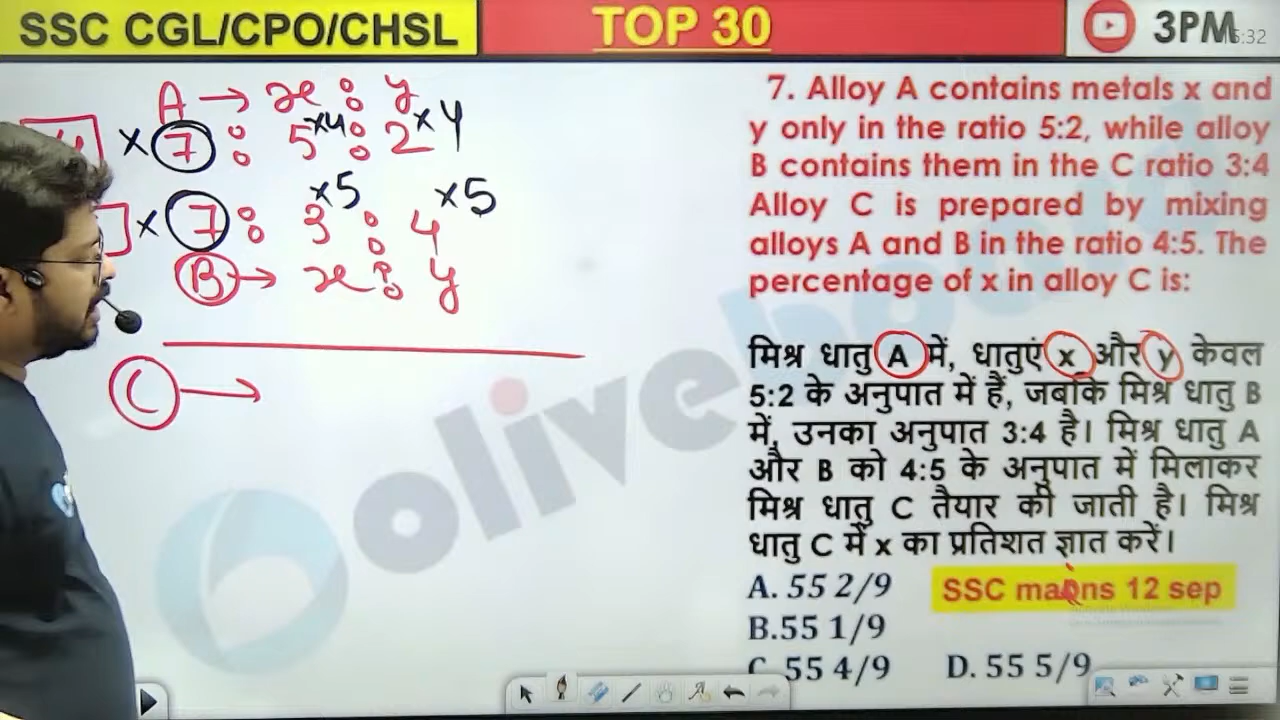 SSC CGL/CPO/CHSL
TOP 30
3PM
5:32
A → x : y
× 7 : 5 ×4 : 2 ×4
× 7 : 3 ×5 : 4 ×5
B → x : y
C →
7. Alloy A contains metals x and
y only in the ratio 5:2, while alloy
B contains them in the C ratio 3:4
Alloy C is prepared by mixing
alloys A and B in the ratio 4:5. The
percentage of x in alloy C is:
मिश्र धातु A में, धातुएं x और y केवल
5:2 के अनुपात में हैं, जबकि मिश्र धातु B
में, उनका अनुपात 3:4 है। मिश्र धातु A
और B को 4:5 के अनुपात में मिलाकर
मिश्र धातु C तैयार की जाती है। मिश्र
धातु C में x का प्रतिशत ज्ञात करें।
A. 55 2/9
SSC mains 12 sep
B.55 1/9
C. 55 4/9 D. 55 5/9
oliveboard